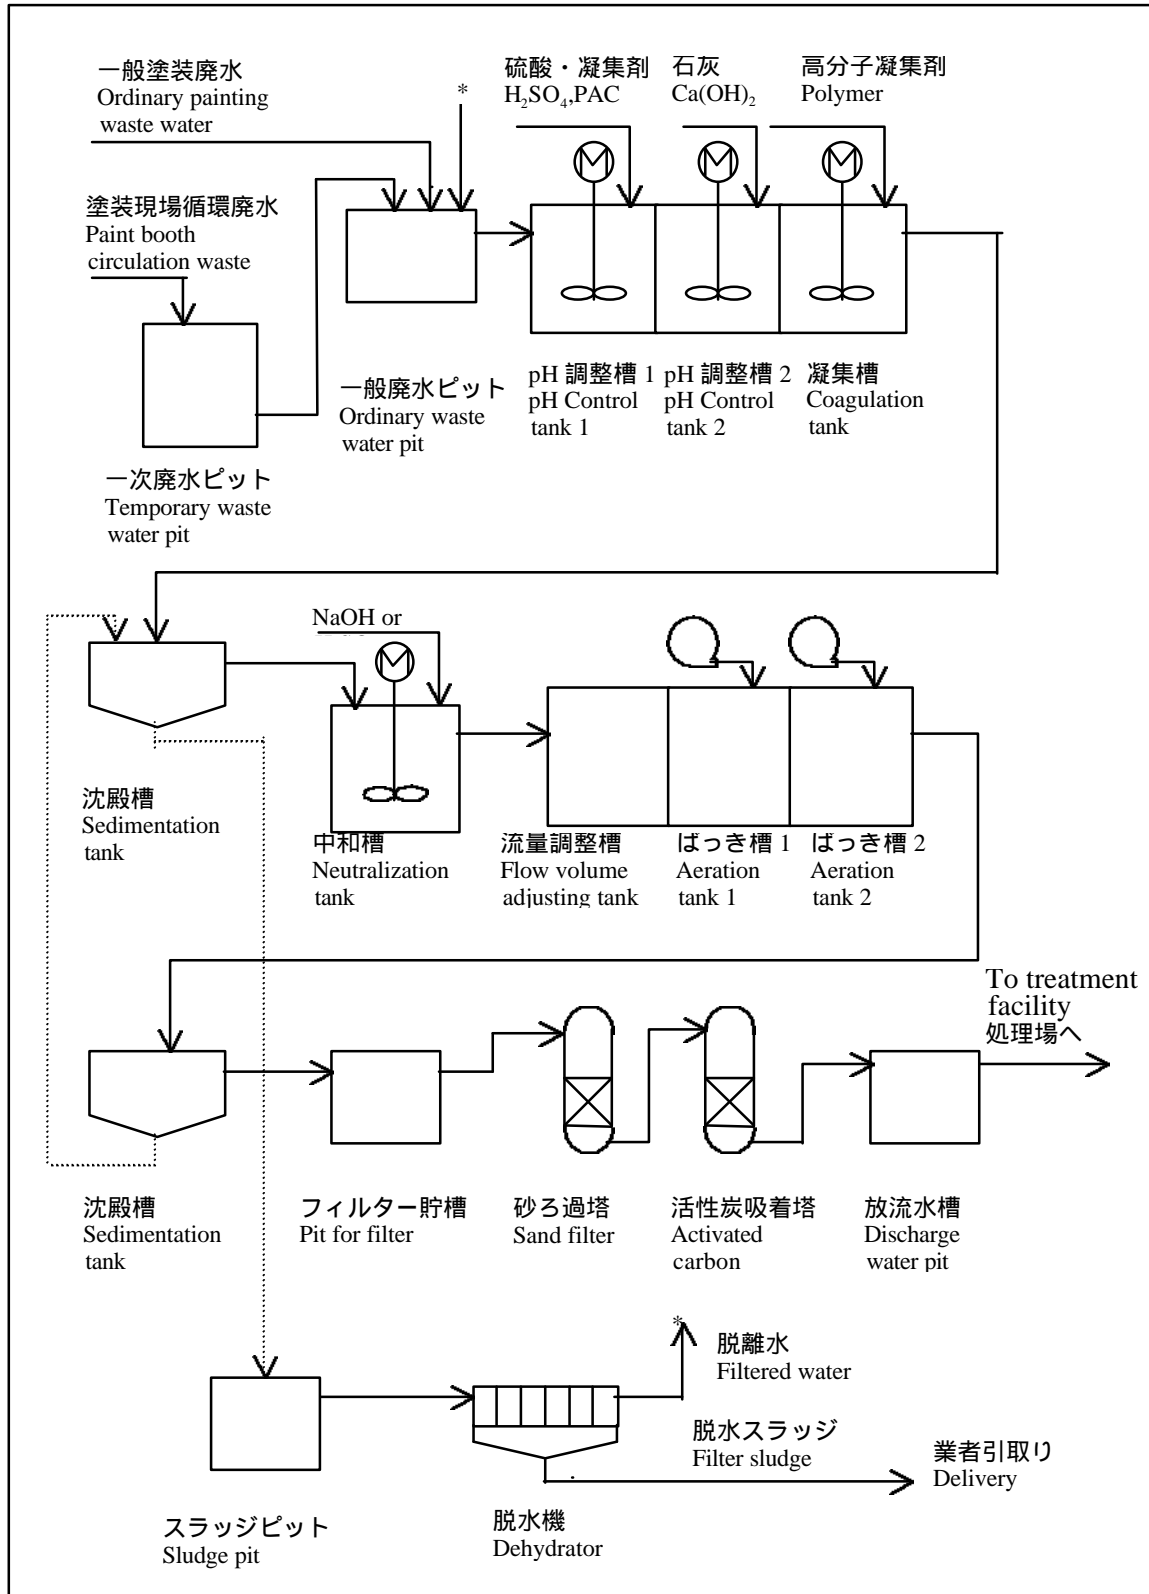 一般塗装廃水
Ordinary painting
waste water
*
硫酸・凝集剤
H₂SO₄,PAC
石灰
Ca(OH)₂
高分子凝集剤
Polymer
塗装現場循環廃水
Paint booth
circulation waste
一次廃水ピット
Temporary waste
water pit
一般廃水ピット
Ordinary waste
water pit
pH 調整槽 1
pH Control
tank 1
pH 調整槽 2
pH Control
tank 2
凝集槽
Coagulation
tank
M
M
M
沈殿槽
Sedimentation
tank
NaOH or
M
中和槽
Neutralization
tank
流量調整槽
Flow volume
adjusting tank
ばっき槽 1
Aeration
tank 1
ばっき槽 2
Aeration
tank 2
To treatment
facility
処理場へ
沈殿槽
Sedimentation
tank
フィルター貯槽
Pit for filter
砂ろ過塔
Sand filter
活性炭吸着塔
Activated
carbon
放流水槽
Discharge
water pit
*
脱離水
Filtered water
脱水スラッジ
Filter sludge
業者引取り
Delivery
スラッジピット
Sludge pit
脱水機
Dehydrator